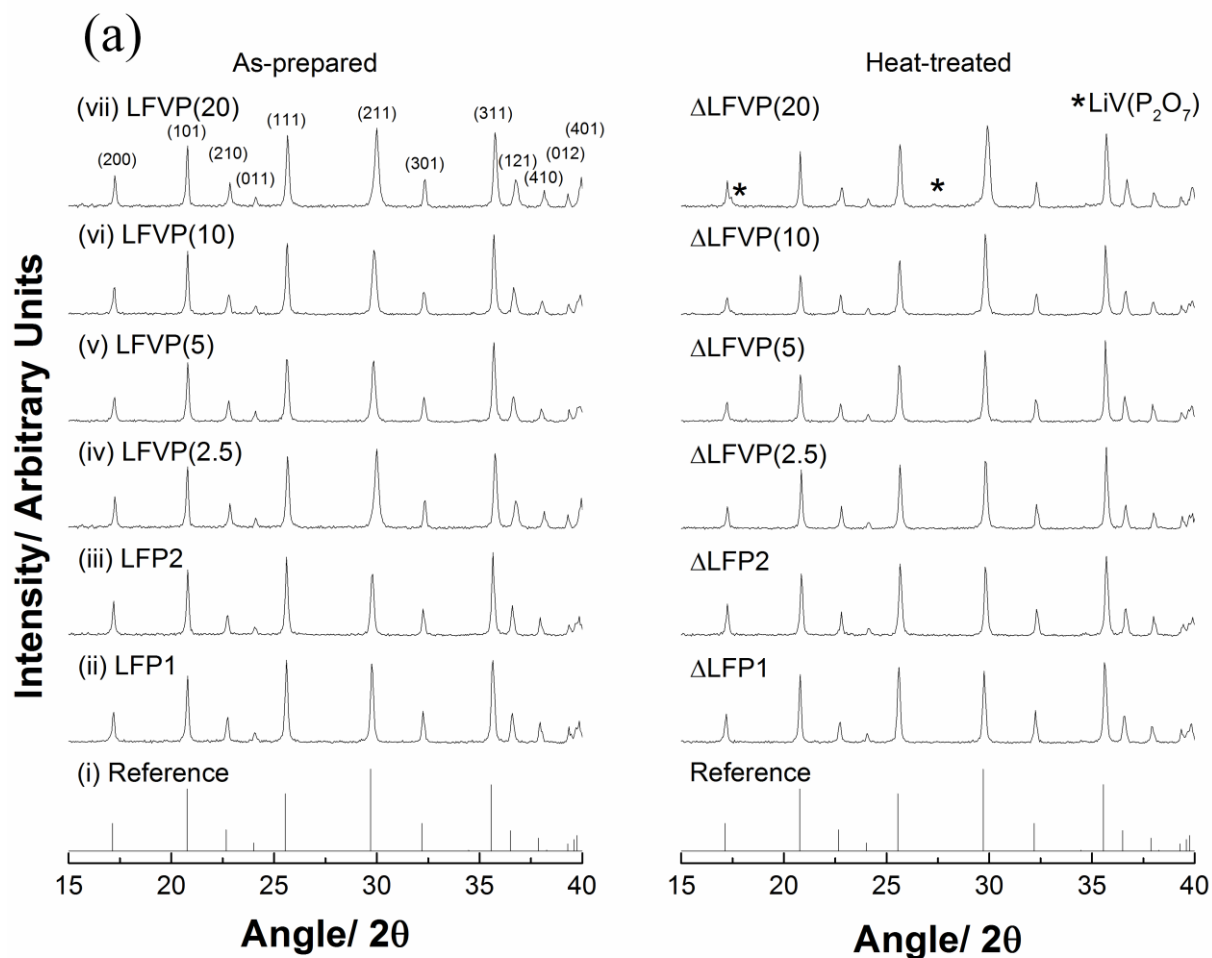 (a)
As-prepared
(vii) LFVP(20)
(200)
(101)
(210)
(011)
(111)
(211)
(301)
(311)
(121)
(410)
(012)
(401)
(vi) LFVP(10)
(v) LFVP(5)
(iv) LFVP(2.5)
(iii) LFP2
(ii) LFP1
(i) Reference
15 20 25 30 35 40
Angle/ 2θ
Intensity/ Arbitrary Units
Heat-treated
ΔLFVP(20)
*LiV(P₂O₇)
*
*
ΔLFVP(10)
ΔLFVP(5)
ΔLFVP(2.5)
ΔLFP2
ΔLFP1
Reference
15 20 25 30 35 40
Angle/ 2θ